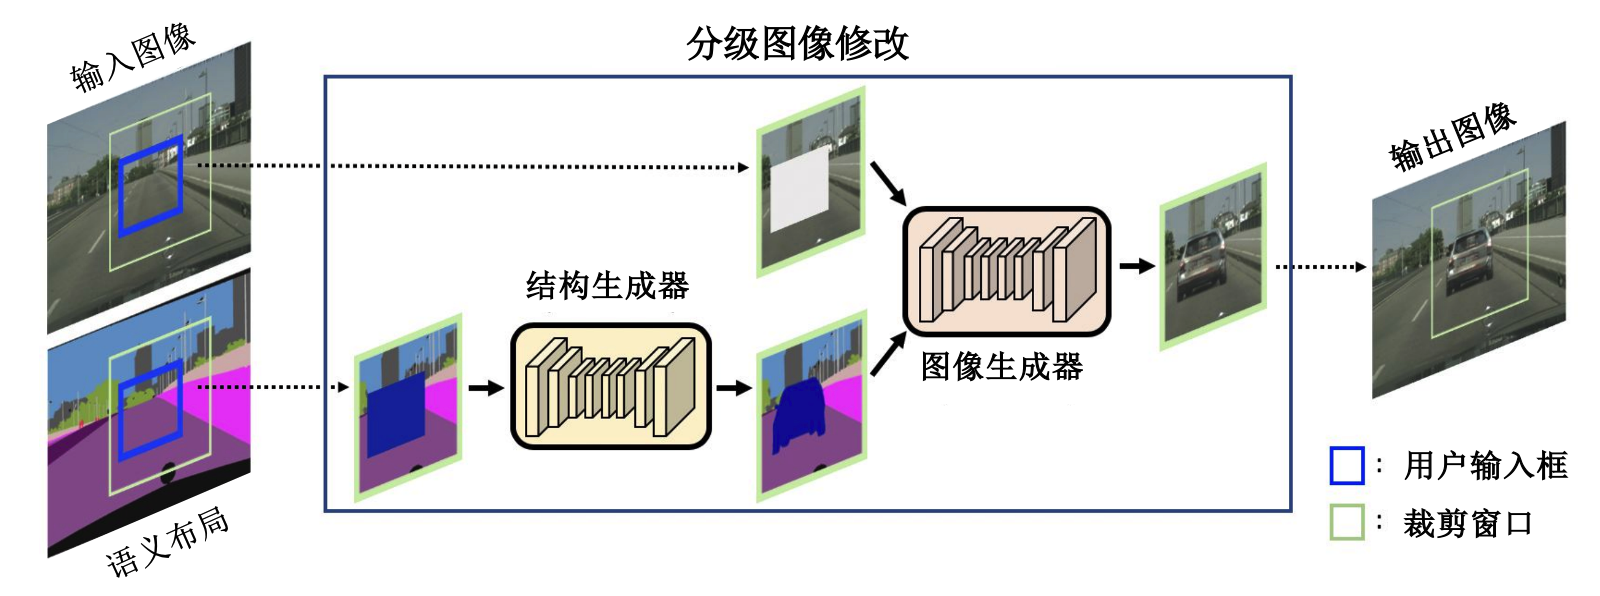 分级图像修改
输入图像
输出图像
结构生成器
图像生成器
语义布局
: 用户输入框
: 裁剪窗口